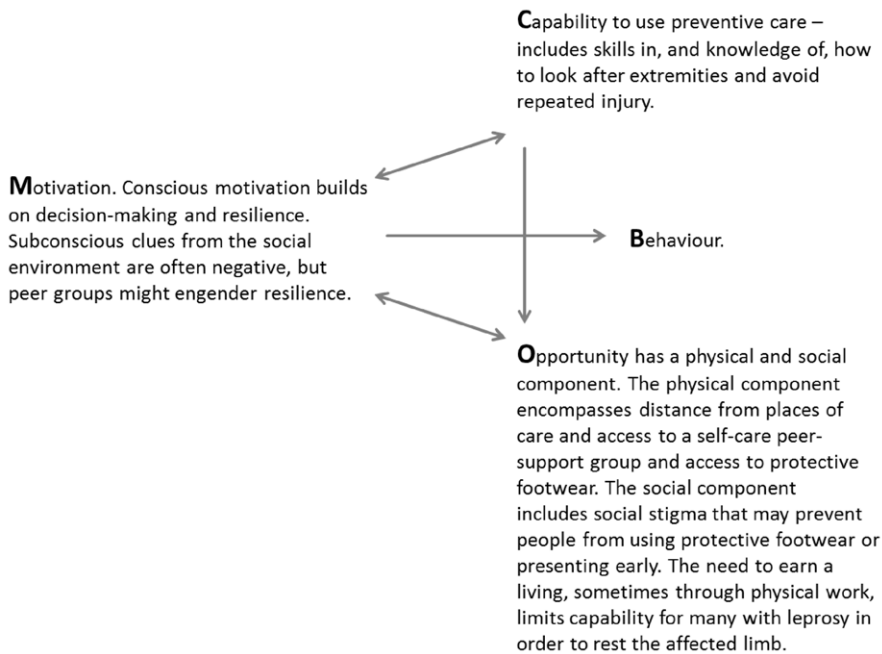 Capability to use preventive care –
includes skills in, and knowledge of, how
to look after extremities and avoid
repeated injury.
Motivation. Conscious motivation builds
on decision-making and resilience.
Subconscious clues from the social
environment are often negative, but
peer groups might engender resilience.
Behaviour.
Opportunity has a physical and social
component. The physical component
encompasses distance from places of
care and access to a self-care peer-
support group and access to protective
footwear. The social component
includes social stigma that may prevent
people from using protective footwear or
presenting early. The need to earn a
living, sometimes through physical work,
limits capability for many with leprosy in
order to rest the affected limb.